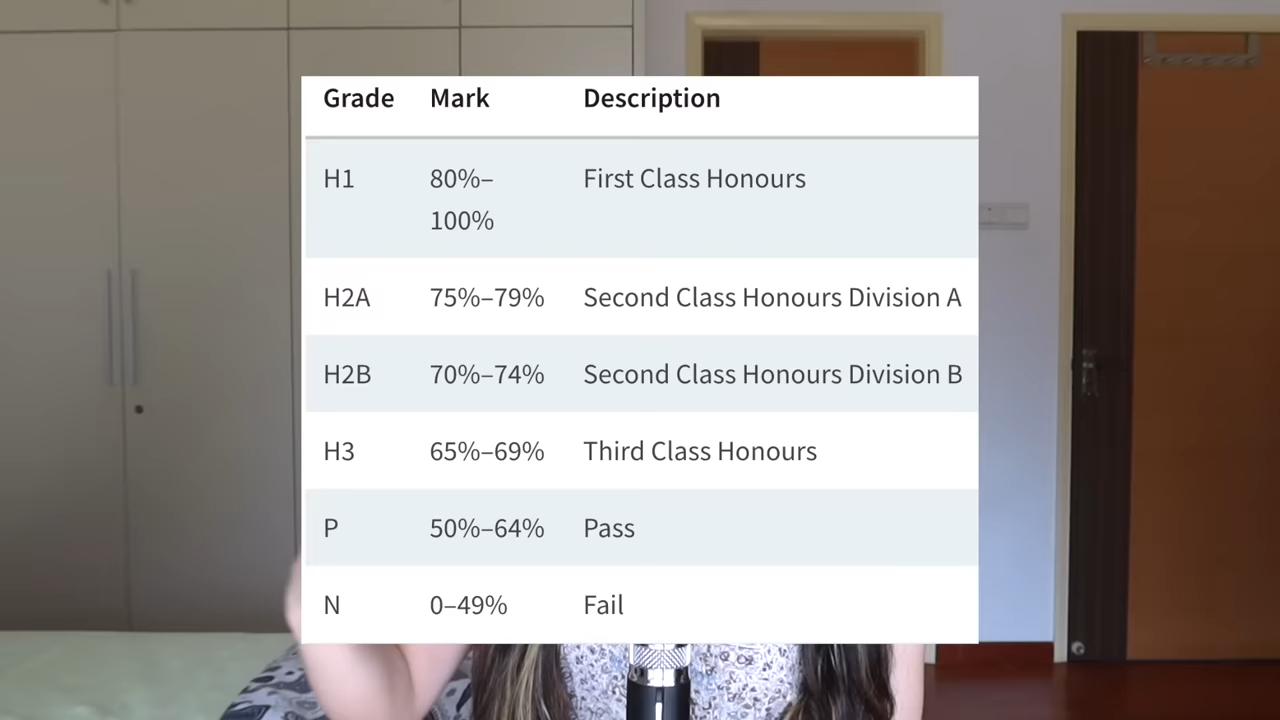 Grade Mark Description
H1 80%– First Class Honours
100%
H2A 75%–79% Second Class Honours Division A
H2B 70%–74% Second Class Honours Division B
H3 65%–69% Third Class Honours
P 50%–64% Pass
N 0–49% Fail